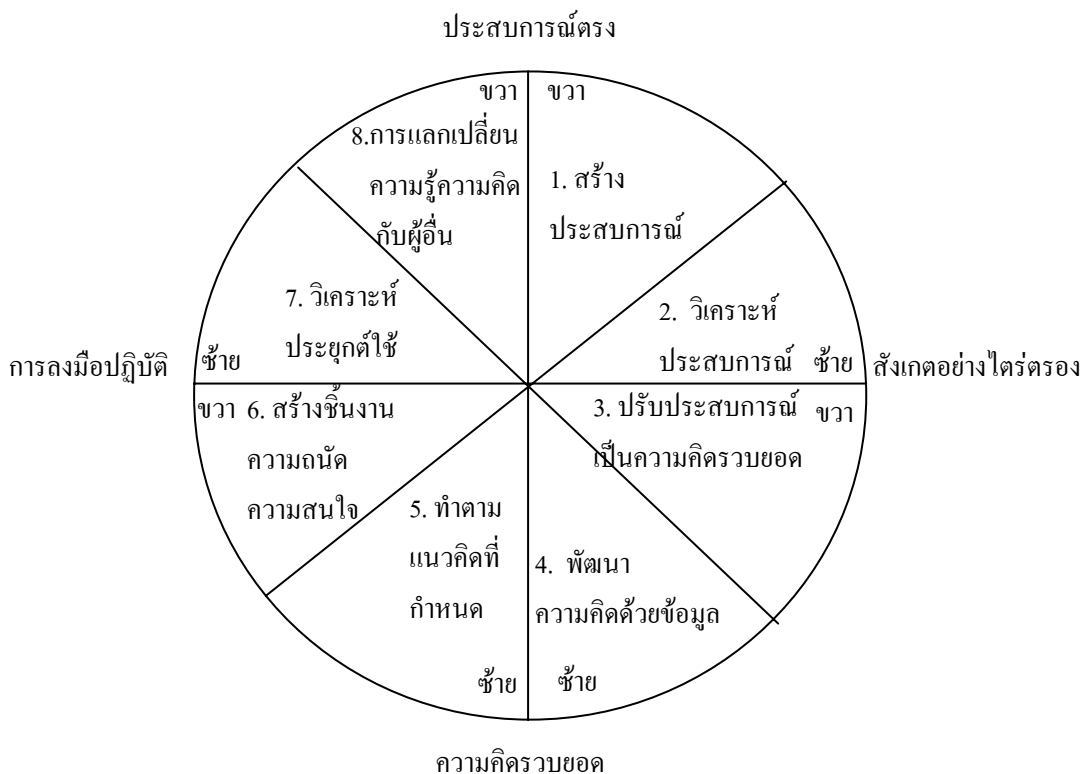 ประสบการณ์ตรง
ขวา
ขวา
8.การแลกเปลี่ยน
ความรู้ความคิด
กับผู้อื่น
1. สร้าง
ประสบการณ์
2. วิเคราะห์
ประสบการณ์
ซ้าย
สังเกตอย่างไตร่ตรอง
7. วิเคราะห์
ประยุกต์ใช้
การลงมือปฏิบัติ
ซ้าย
ขวา
6. สร้างชิ้นงาน
ความถนัด
ความสนใจ
3. ปรับประสบการณ์
เป็นความคิดรวบยอด
ขวา
5. ทำตาม
แนวคิดที่
กำหนด
ซ้าย
4. พัฒนา
ความคิดด้วยข้อมูล
ซ้าย
ความคิดรวบยอด